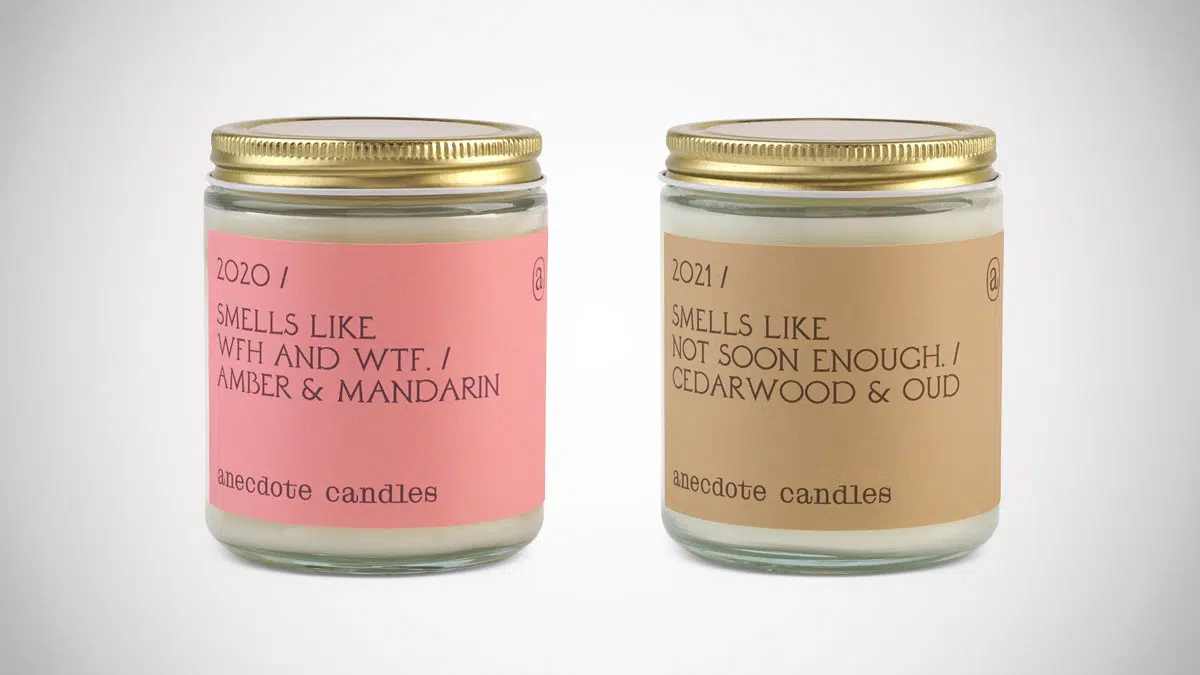 2020 /
SMELLS LIKE
WFH AND WTF. /
AMBER & MANDARIN
anecdote candles
@
2021 /
SMELLS LIKE
NOT SOON ENOUGH. /
CEDARWOOD & OUD
anecdote candles
@